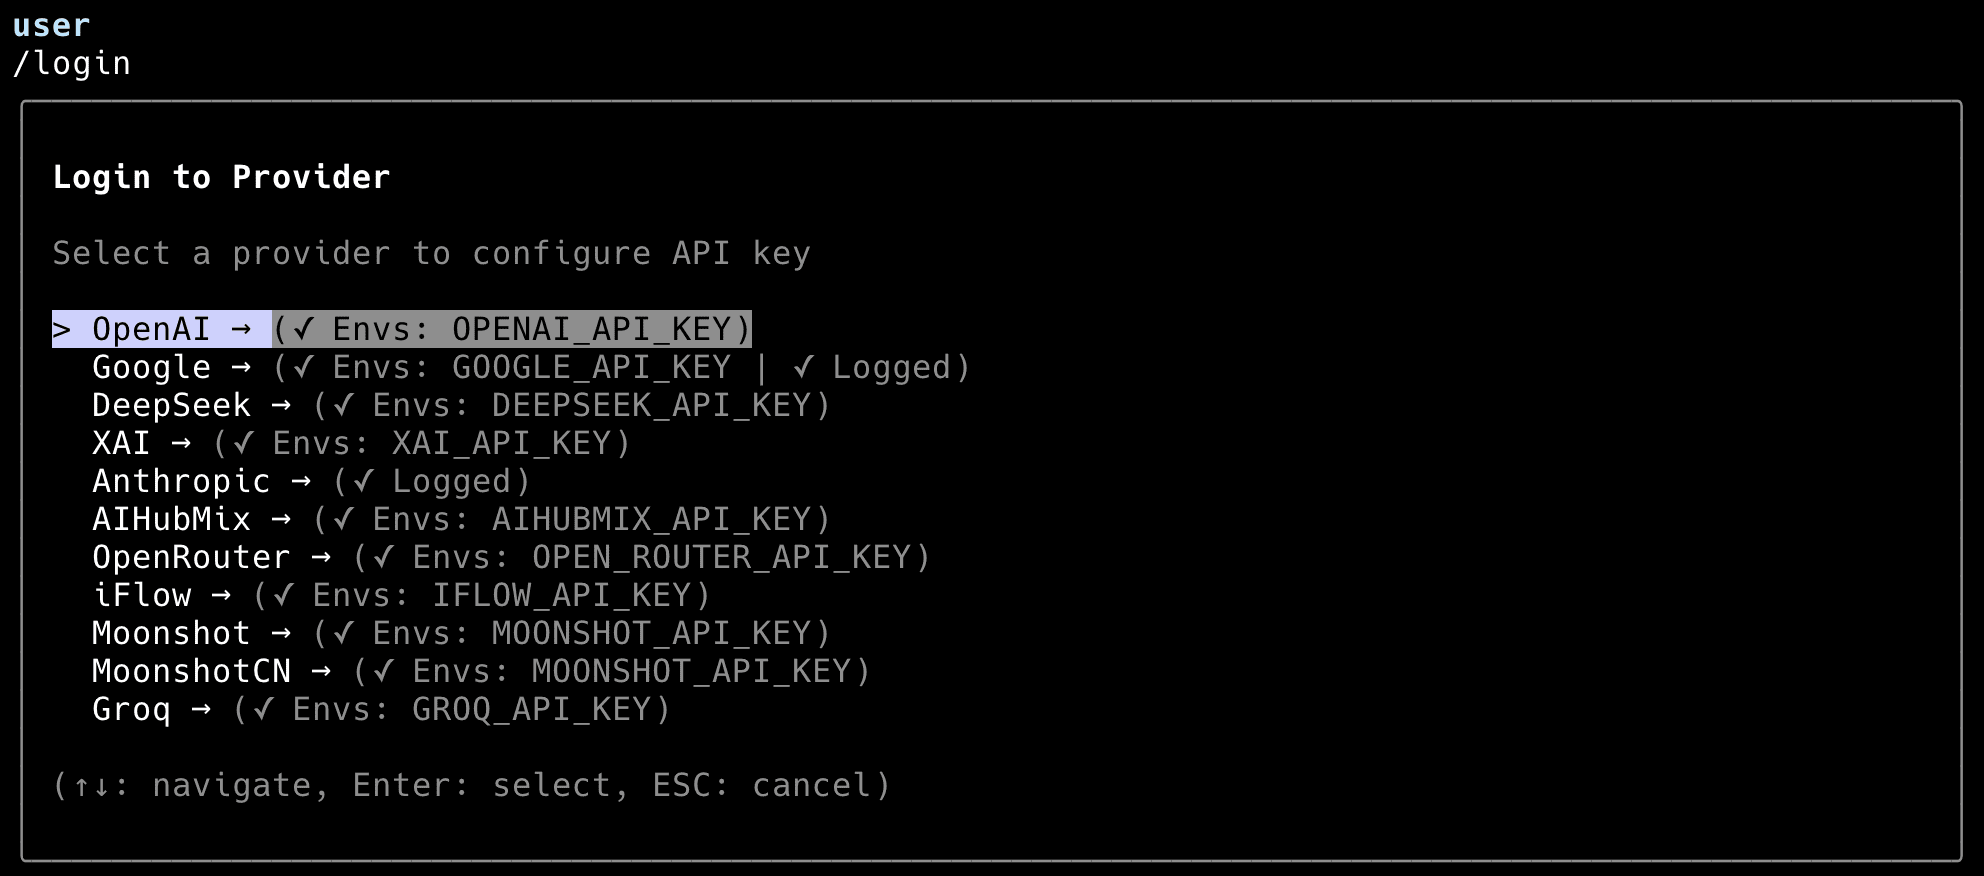 user
/login
Login to Provider
Select a provider to configure API key
> OpenAI → (✓ Envs: OPENAI_API_KEY)
Google → (✓ Envs: GOOGLE_API_KEY | ✓ Logged)
DeepSeek → (✓ Envs: DEEPSEEK_API_KEY)
XAI → (✓ Envs: XAI_API_KEY)
Anthropic → (✓ Logged)
AIHubMix → (✓ Envs: AIHUBMIX_API_KEY)
OpenRouter → (✓ Envs: OPEN_ROUTER_API_KEY)
iFlow → (✓ Envs: IFLOW_API_KEY)
Moonshot → (✓ Envs: MOONSHOT_API_KEY)
MoonshotCN → (✓ Envs: MOONSHOT_API_KEY)
Groq → (✓ Envs: GROQ_API_KEY)
(↑↓: navigate, Enter: select, ESC: cancel)